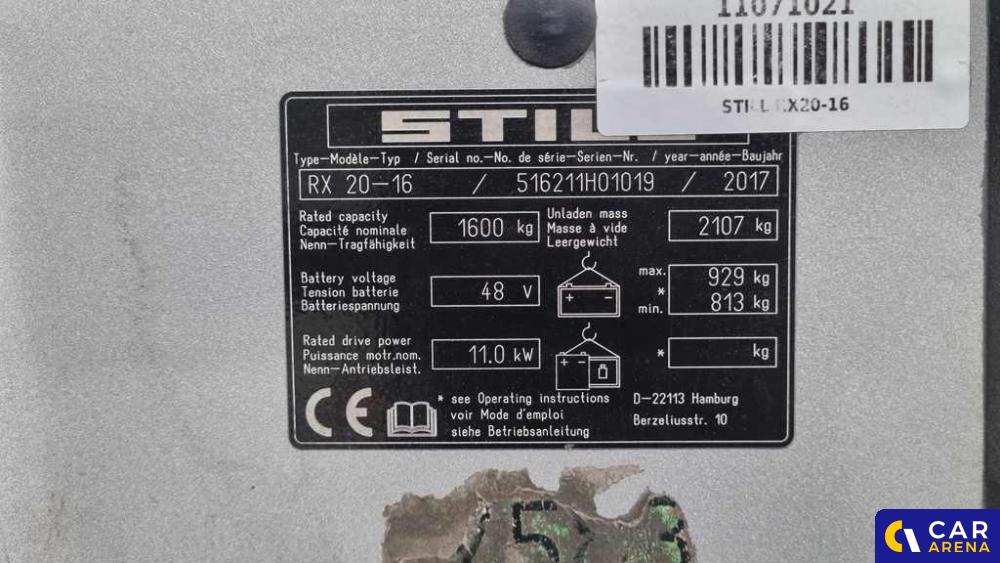 11071021
STILL RX20-16
STILL
Type-Modèle-Typ / Serial no.-No. de série-Serien-Nr. / year-année-Baujahr
RX 20-16 / 516211H01019 / 2017
Rated capacity
Capacité nominale
Nenn-Tragfähigkeit
1600 kg
Unladen mass
Masse à vide
Leergewicht
2107 kg
Battery voltage
Tension batterie
Batteriespannung
48 V
+ -
max. 929 kg
*
min. 813 kg
Rated drive power
Puissance motr.nom.
Nenn-Antriebsleist.
11.0 kW
+ -
* kg
CE
* see Operating instructions
voir Mode d'emploi
siehe Betriebsanleitung
D-22113 Hamburg
Berzeliusstr. 10
CAR
ARENA